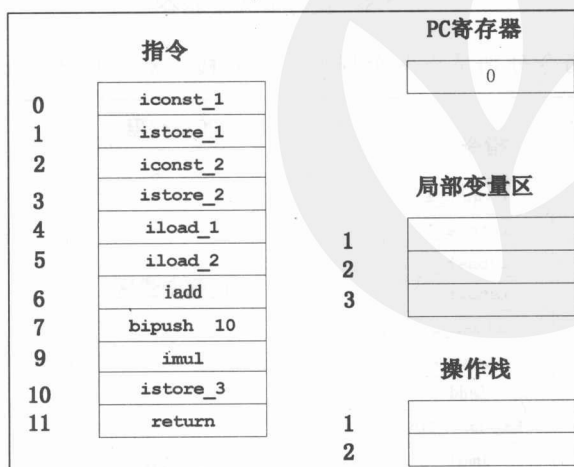 指令
0 iconst_1
1 istore_1
2 iconst_2
3 istore_2
4 iload_1
5 iload_2
6 iadd
7 bipush 10
9 imul
10 istore_3
11 return
PC寄存器
0
局部变量区
1
2
3
操作栈
1
2